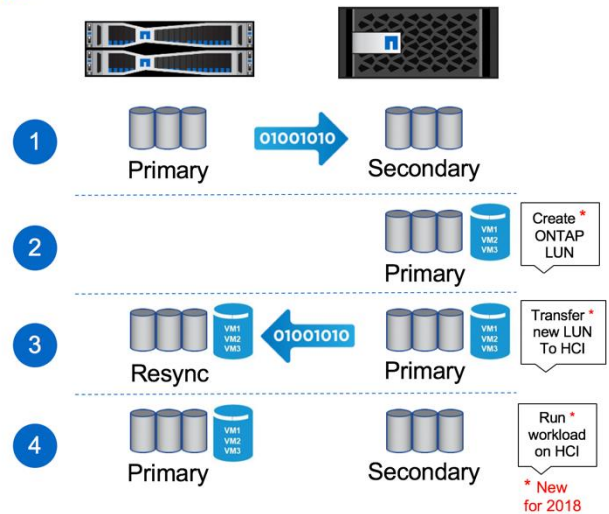 1
01001010
Primary
Secondary
2
VM1
VM2
VM3
Primary
Create *
ONTAP
LUN
3
VM1
VM2
VM3
01001010
VM1
VM2
VM3
Resync
Primary
Transfer *
new LUN
To HCI
4
VM1
VM2
VM3
Primary
Secondary
Run *
workload
on HCI
* New
for 2018